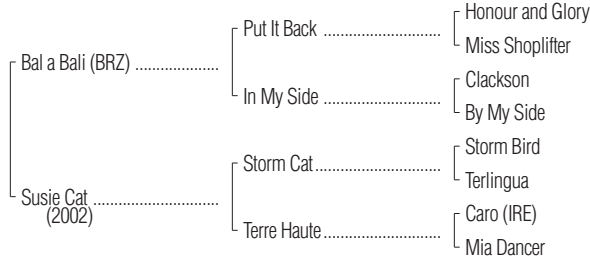 Honour and Glory
Put It Back ............................
Miss Shoplifter
Bal a Bali (BRZ) ....................
Clackson
In My Side ............................
By My Side
Storm Bird
Storm Cat..............................
Terlingua
Susie Cat ..............................
(2002)
Caro (IRE)
Terre Haute............................
Mia Dancer